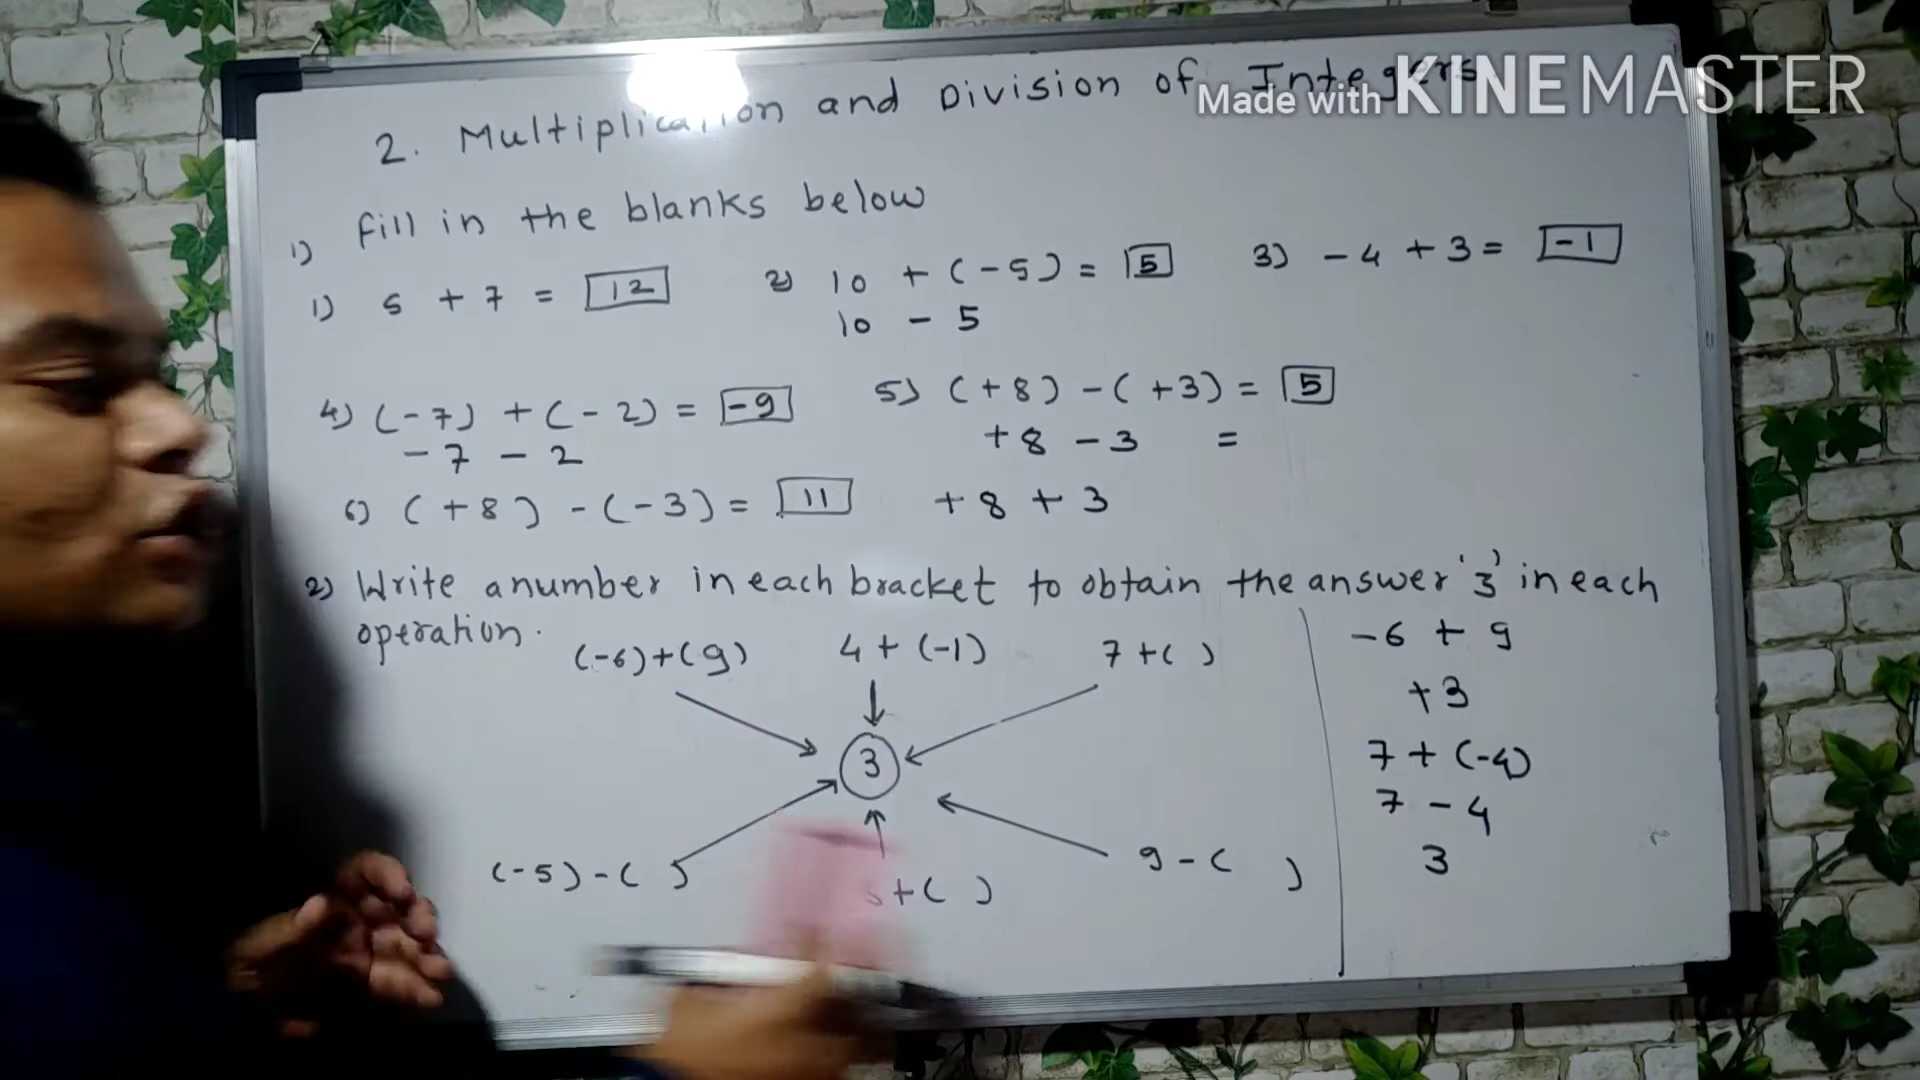 2. Multiplication and Division of Integers
Made with KINEMASTER
1) Fill in the blanks below
1) 5 + 7 = 12
2) 10 + (-5) = 5
10 - 5
3) -4 + 3 = -1
4) (-7) + (-2) = -9
-7 - 2
5) (+8) - (+3) = 5
+8 - 3 =
6) (+8) - (-3) = 11
+8 + 3
2) Write a number in each bracket to obtain the answer '3' in each
operation.
(-6)+(9)
4 + (-1)
7 +( )
3
(-5)-( )
+( )
9-( )
-6 + 9
+3
7 + (-4)
7 - 4
3